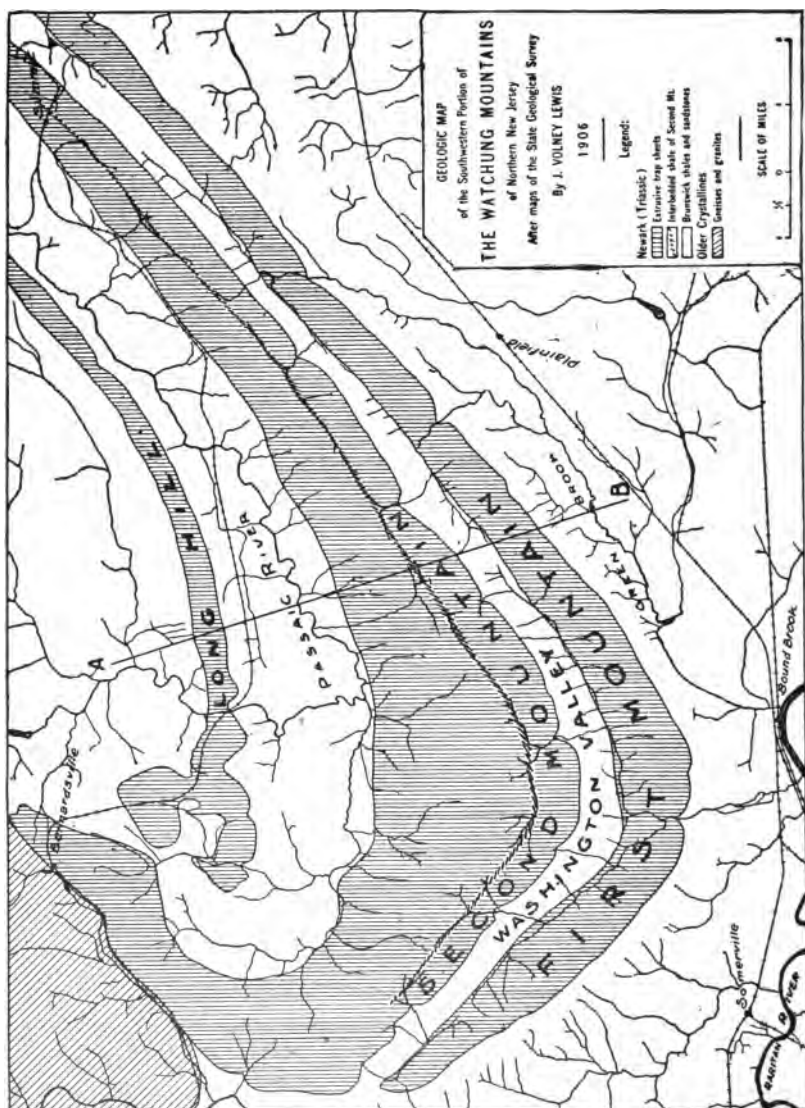 GEOLOGIC MAP
of the Southwestern Portion of
THE WATCHUNG MOUNTAINS
of Northern New Jersey
After maps of the State Geological Survey
By J. VOLNEY LEWIS
1906
Legend:
Newark (Triassic)
Extrusive trap sheets
Interbedded shale of Second Mt.
Brunswick shales and sandstones
Older Crystallines
Gneisses and granites
SCALE OF MILES
Bernardsville
A
LONG HILL
PASSAIC RIVER
SECOND MOUNTAIN
WASHINGTON VALLEY
FIRST MOUNTAIN
GREEN BROOK
B
Plainfield
Bound Brook
Somerville
RARITAN RIVER